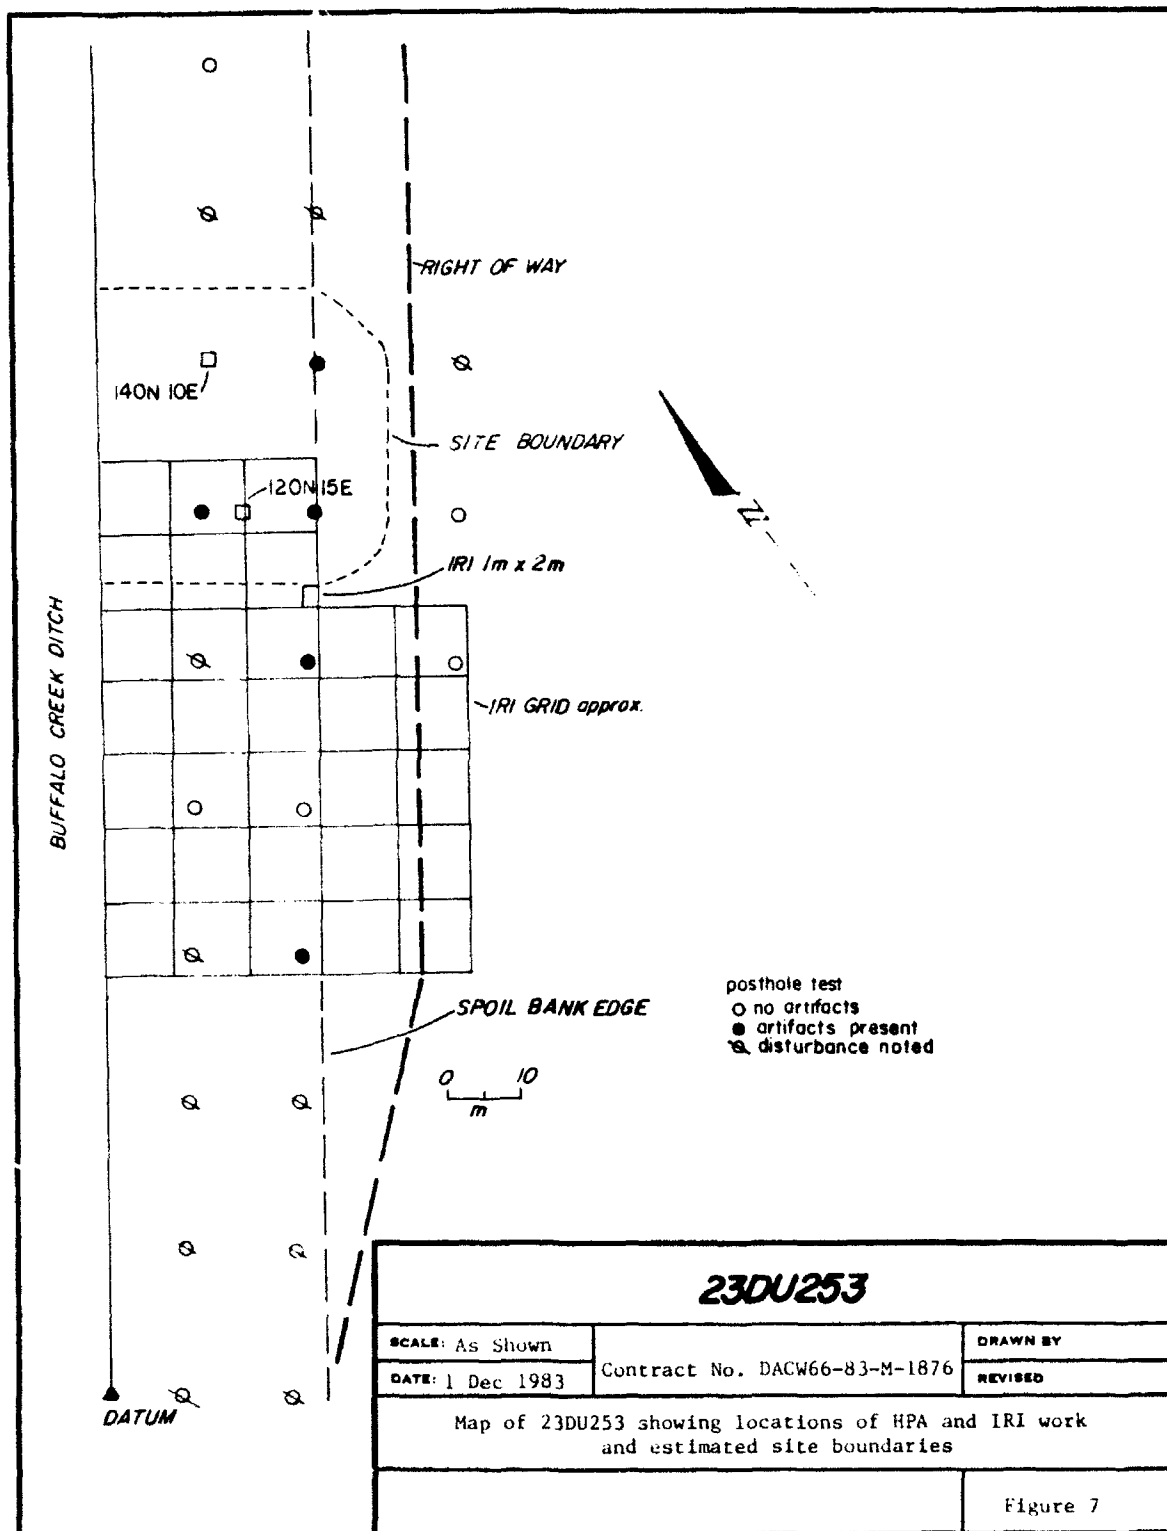 RIGHT OF WAY
140N 10E
SITE BOUNDARY
120N 15E
IRI 1m x 2m
BUFFALO CREEK DITCH
IRI GRID approx.
N
posthole test
no artifacts
artifacts present
disturbance noted
SPOIL BANK EDGE
0 10
m
DATUM
23DU253
SCALE: As Shown
DATE: 1 Dec 1983
Contract No. DACW66-83-M-1876
DRAWN BY
REVISED
Map of 23DU253 showing locations of HPA and IRI work
and estimated site boundaries
Figure 7